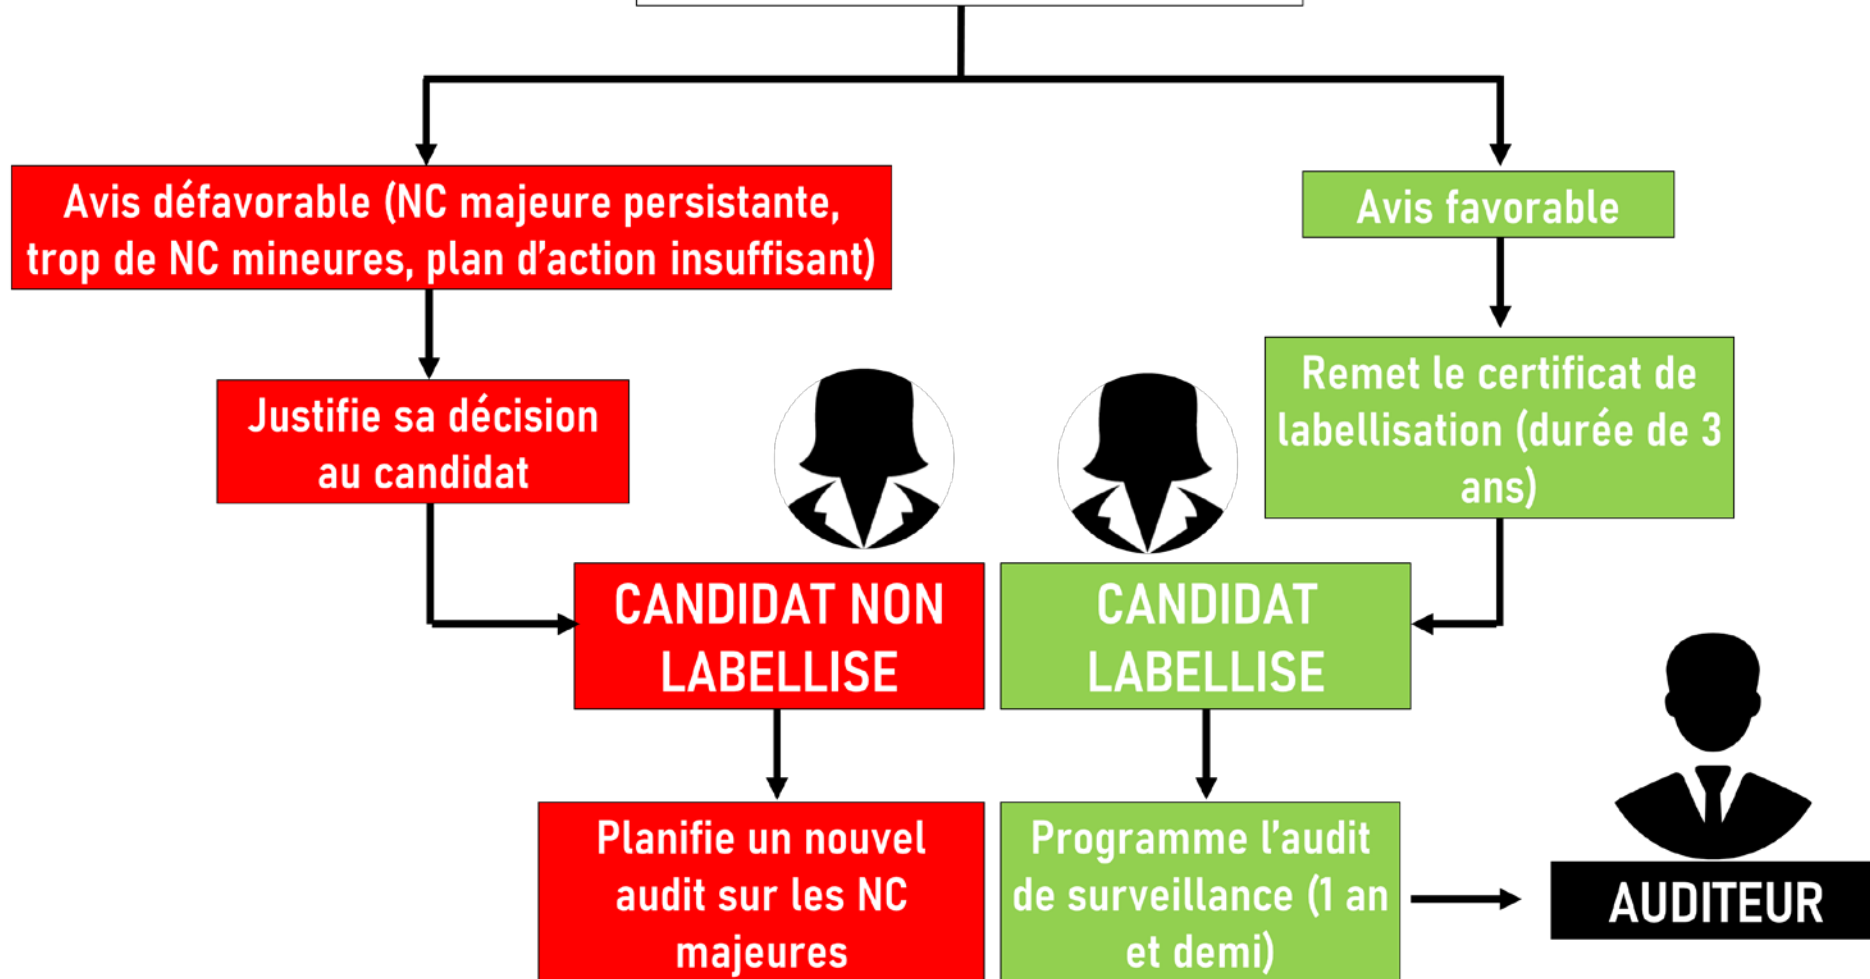 Avis défavorable (NC majeure persistante,
trop de NC mineures, plan d'action insuffisant)
Avis favorable
Justifie sa décision
au candidat
Remet le certificat de
labellisation (durée de 3
ans)
CANDIDAT NON
LABELLISE
CANDIDAT
LABELLISE
Planifie un nouvel
audit sur les NC
majeures
Programme l'audit
de surveillance (1 an
et demi)
AUDITEUR